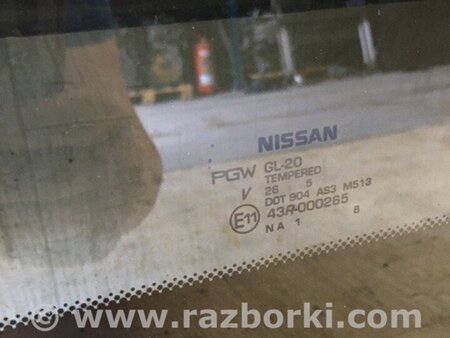 NISSAN
PGW GL-20
TEMPERED
V 26 5
DOT 904 AS3 M513
E11 43R-000265
NA 1 8
www.razborki.com